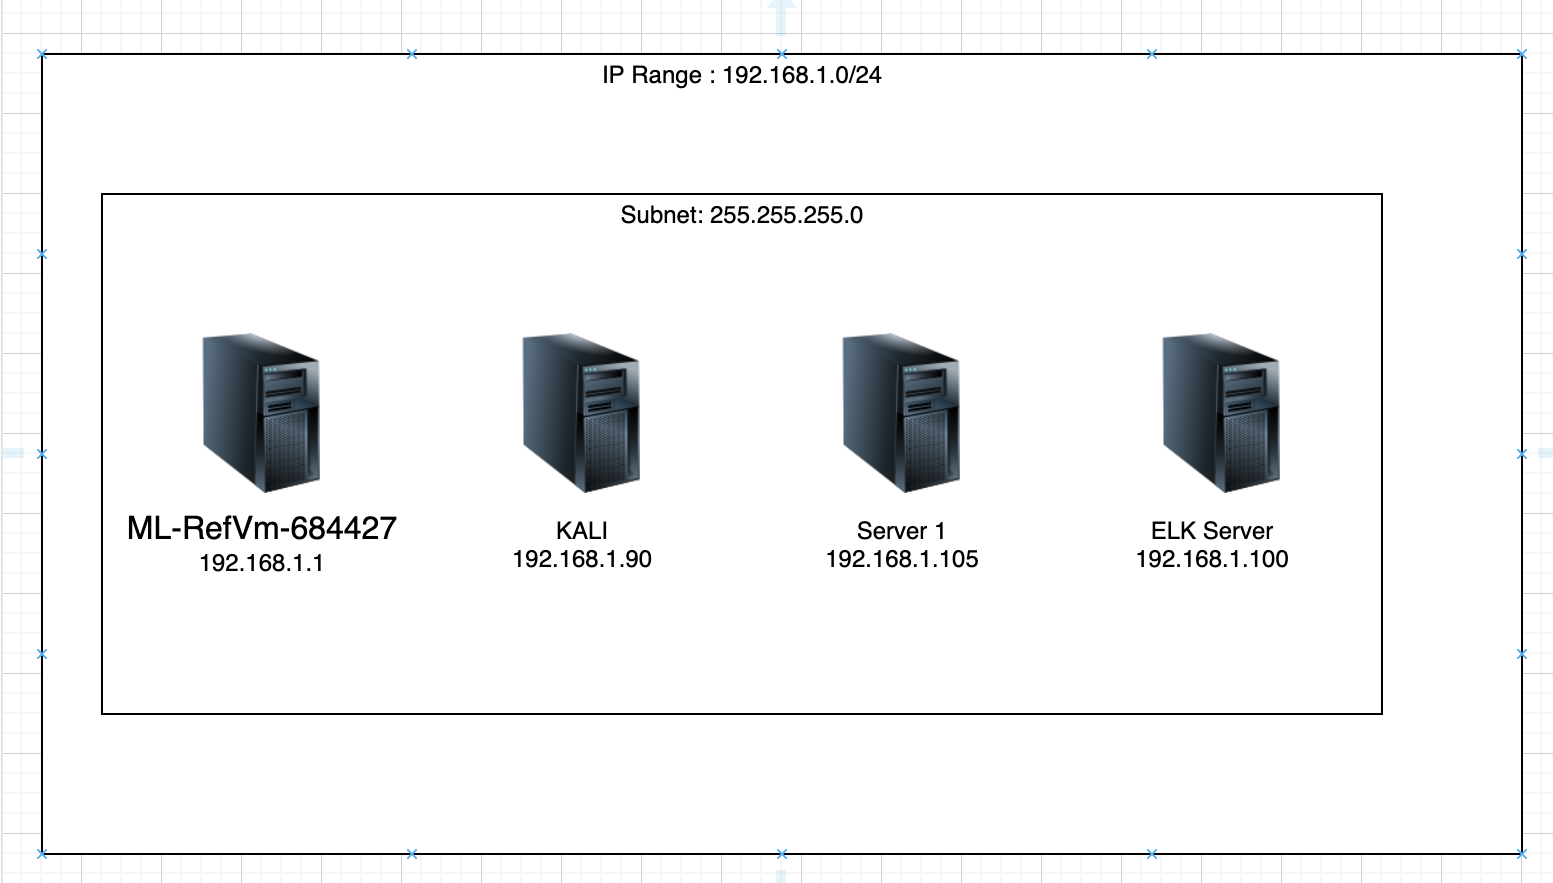 IP Range : 192.168.1.0/24
Subnet: 255.255.255.0
ML-RefVm-684427
192.168.1.1
KALI
192.168.1.90
Server 1
192.168.1.105
ELK Server
192.168.1.100